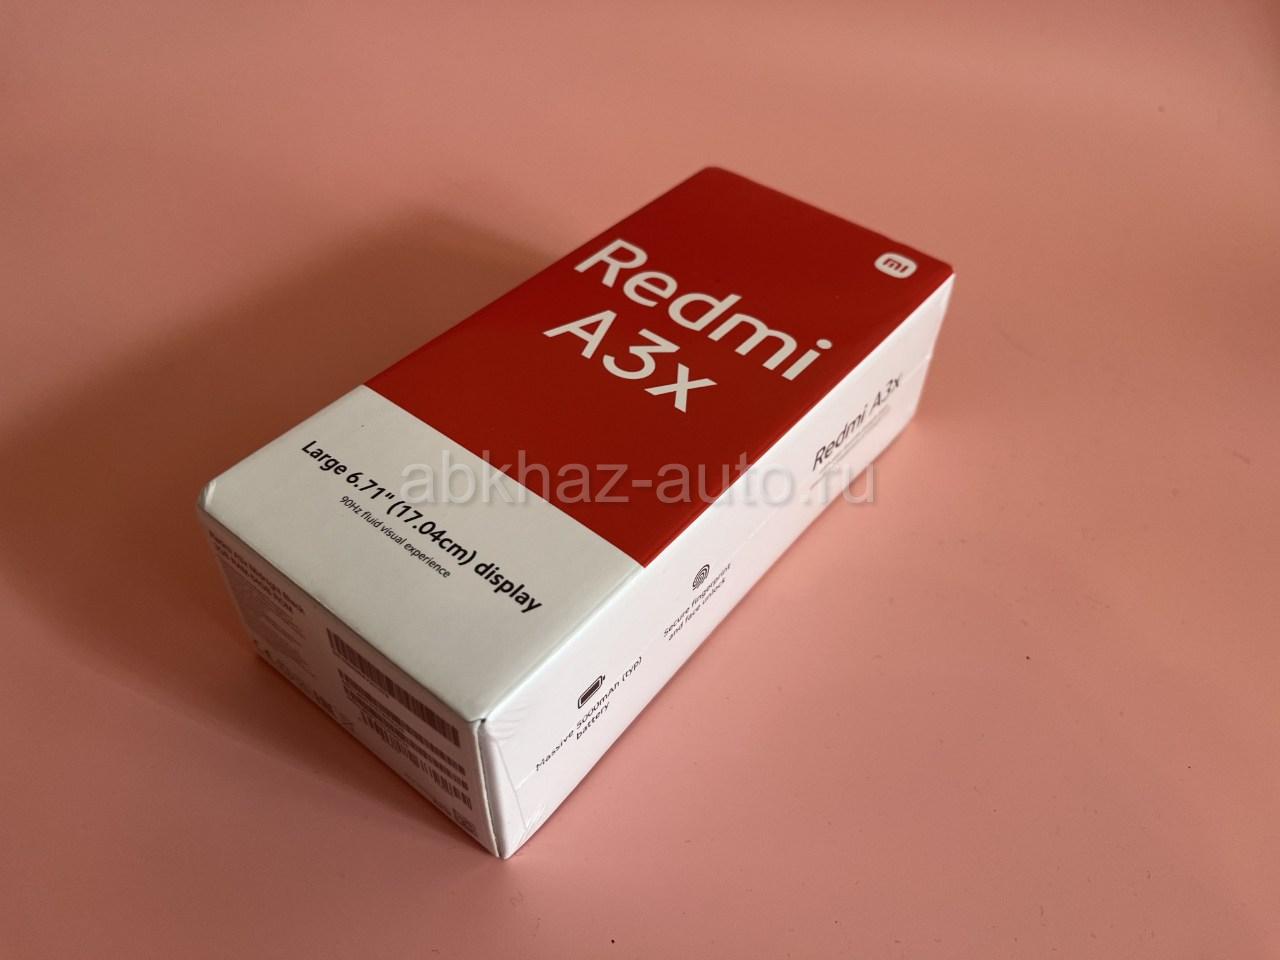 mi
Redmi
A3x
Large 6.71" (17.04cm) display
90Hz fluid visual experience
Redmi A3x
Secure fingerprint
and face unlock
Massive 5000mAh (typ)
battery
abkhaz-auto.ru